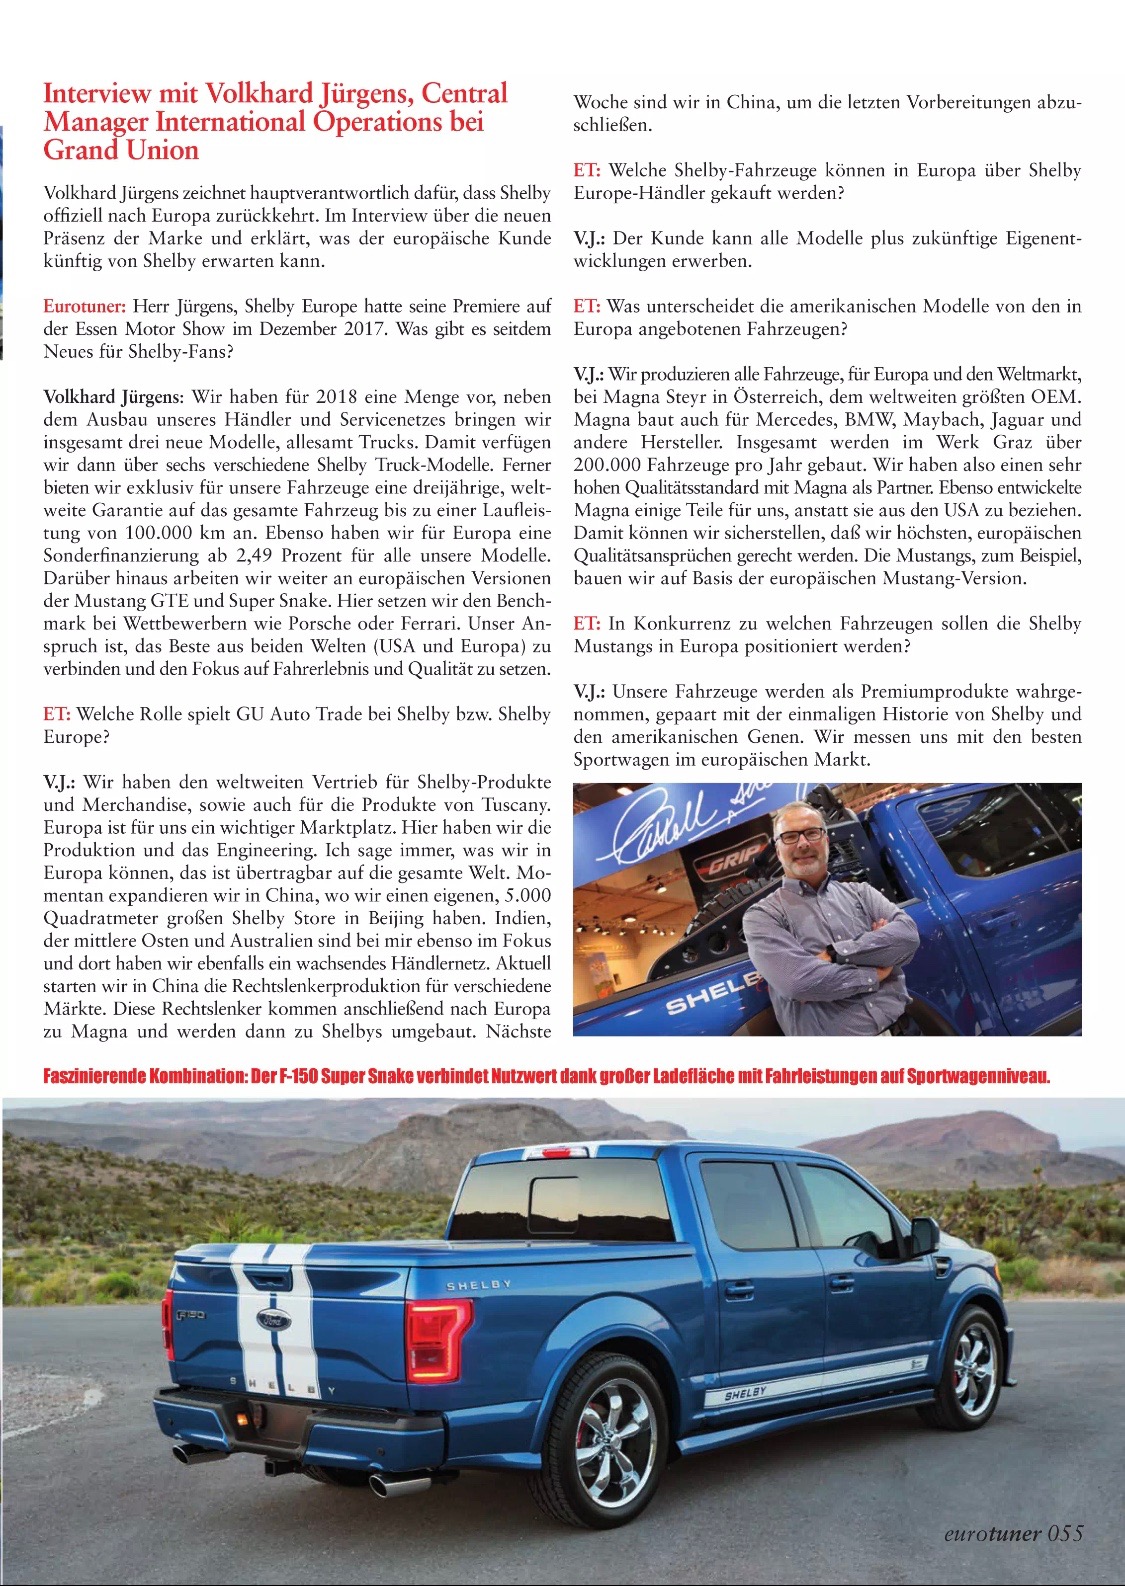 Interview mit Volkhard Jürgens, Central
Manager International Operations bei
Grand Union
Volkhard Jürgens zeichnet hauptverantwortlich dafür, dass Shelby
offiziell nach Europa zurückkehrt. Im Interview über die neuen
Präsenz der Marke und erklärt, was der europäische Kunde
künftig von Shelby erwarten kann.
Eurotuner: Herr Jürgens, Shelby Europe hatte seine Premiere auf
der Essen Motor Show im Dezember 2017. Was gibt es seitdem
Neues für Shelby-Fans?
Volkhard Jürgens: Wir haben für 2018 eine Menge vor, neben
dem Ausbau unseres Händler und Servicenetzes bringen wir
insgesamt drei neue Modelle, allesamt Trucks. Damit verfügen
wir dann über sechs verschiedene Shelby Truck-Modelle. Ferner
bieten wir exklusiv für unsere Fahrzeuge eine dreijährige, welt-
weite Garantie auf das gesamte Fahrzeug bis zu einer Laufleis-
tung von 100.000 km an. Ebenso haben wir für Europa eine
Sonderfinanzierung ab 2,49 Prozent für alle unsere Modelle.
Darüber hinaus arbeiten wir weiter an europäischen Versionen
der Mustang GTE und Super Snake. Hier setzen wir den Bench-
mark bei Wettbewerbern wie Porsche oder Ferrari. Unser An-
spruch ist, das Beste aus beiden Welten (USA und Europa) zu
verbinden und den Fokus auf Fahrerlebnis und Qualität zu setzen.
ET: Welche Rolle spielt GU Auto Trade bei Shelby bzw. Shelby
Europe?
V.J.: Wir haben den weltweiten Vertrieb für Shelby-Produkte
und Merchandise, sowie auch für die Produkte von Tuscany.
Europa ist für uns ein wichtiger Marktplatz. Hier haben wir die
Produktion und das Engineering. Ich sage immer, was wir in
Europa können, das ist übertragbar auf die gesamte Welt. Mo-
mentan expandieren wir in China, wo wir einen eigenen, 5.000
Quadratmeter großen Shelby Store in Beijing haben. Indien,
der mittlere Osten und Australien sind bei mir ebenso im Fokus
und dort haben wir ebenfalls ein wachsendes Händlernetz. Aktuell
starten wir in China die Rechtslenkerproduktion für verschiedene
Märkte. Diese Rechtslenker kommen anschließend nach Europa
zu Magna und werden dann zu Shelbys umgebaut. Nächste
Woche sind wir in China, um die letzten Vorbereitungen abzu-
schließen.
ET: Welche Shelby-Fahrzeuge können in Europa über Shelby
Europe-Händler gekauft werden?
V.J.: Der Kunde kann alle Modelle plus zukünftige Eigenent-
wicklungen erwerben.
ET: Was unterscheidet die amerikanischen Modelle von den in
Europa angebotenen Fahrzeugen?
V.J.: Wir produzieren alle Fahrzeuge, für Europa und den Weltmarkt,
bei Magna Steyr in Österreich, dem weltweiten größten OEM.
Magna baut auch für Mercedes, BMW, Maybach, Jaguar und
andere Hersteller. Insgesamt werden im Werk Graz über
200.000 Fahrzeuge pro Jahr gebaut. Wir haben also einen sehr
hohen Qualitätsstandard mit Magna als Partner. Ebenso entwickelte
Magna einige Teile für uns, anstatt sie aus den USA zu beziehen.
Damit können wir sicherstellen, daß wir höchsten, europäischen
Qualitätsansprüchen gerecht werden. Die Mustangs, zum Beispiel,
bauen wir auf Basis der europäischen Mustang-Version.
ET: In Konkurrenz zu welchen Fahrzeugen sollen die Shelby
Mustangs in Europa positioniert werden?
V.J.: Unsere Fahrzeuge werden als Premiumprodukte wahrge-
nommen, gepaart mit der einmaligen Historie von Shelby und
den amerikanischen Genen. Wir messen uns mit den besten
Sportwagen im europäischen Markt.
GRIP
SHELB
Faszinierende Kombination: Der F-150 Super Snake verbindet Nutzwert dank großer Ladefläche mit Fahrleistungen auf Sportwagenniveau.
SHELBY
F-150
Ford
SHELBY
SHELBY
eurotuner 055